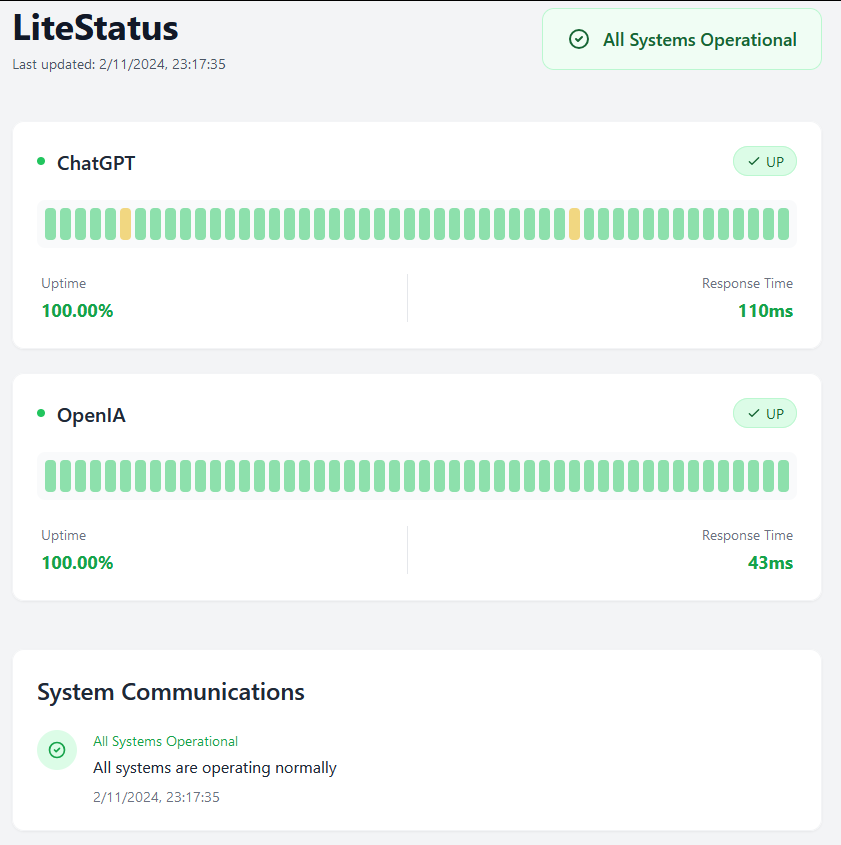 LiteStatus
All Systems Operational
Last updated: 2/11/2024, 23:17:35
ChatGPT
UP
Uptime
Response Time
100.00%
110ms
OpenIA
UP
Uptime
Response Time
100.00%
43ms
System Communications
All Systems Operational
All systems are operating normally
2/11/2024, 23:17:35